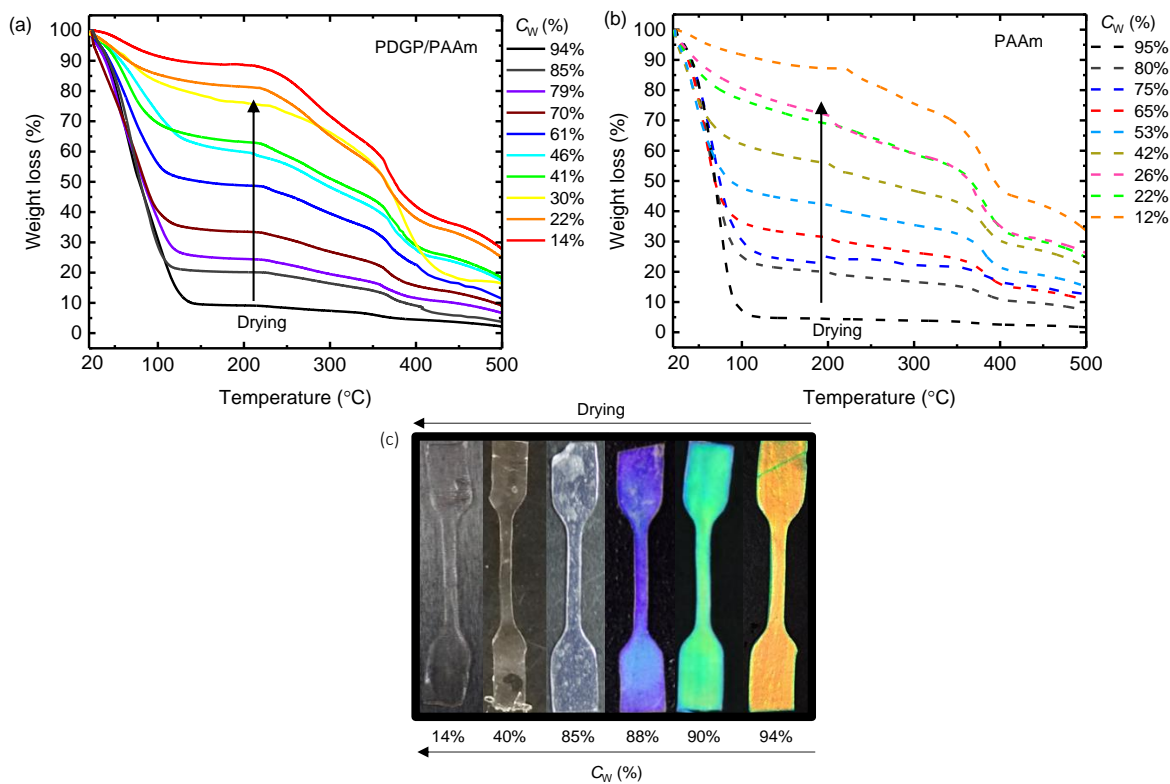 (a)
PDGP/PAAm
Weight loss (%)
100
90
80
70
60
50
40
30
20
10
0
Drying
20 100 200 300 400 500
Temperature (°C)
C_W (%)
94%
85%
79%
70%
61%
46%
41%
30%
22%
14%
(b)
PAAm
Weight loss (%)
100
90
80
70
60
50
40
30
20
10
0
Drying
20 100 200 300 400 500
Temperature (°C)
C_W (%)
95%
80%
75%
65%
53%
42%
26%
22%
12%
Drying
(c)
14% 40% 85% 88% 90% 94%
C_W (%)